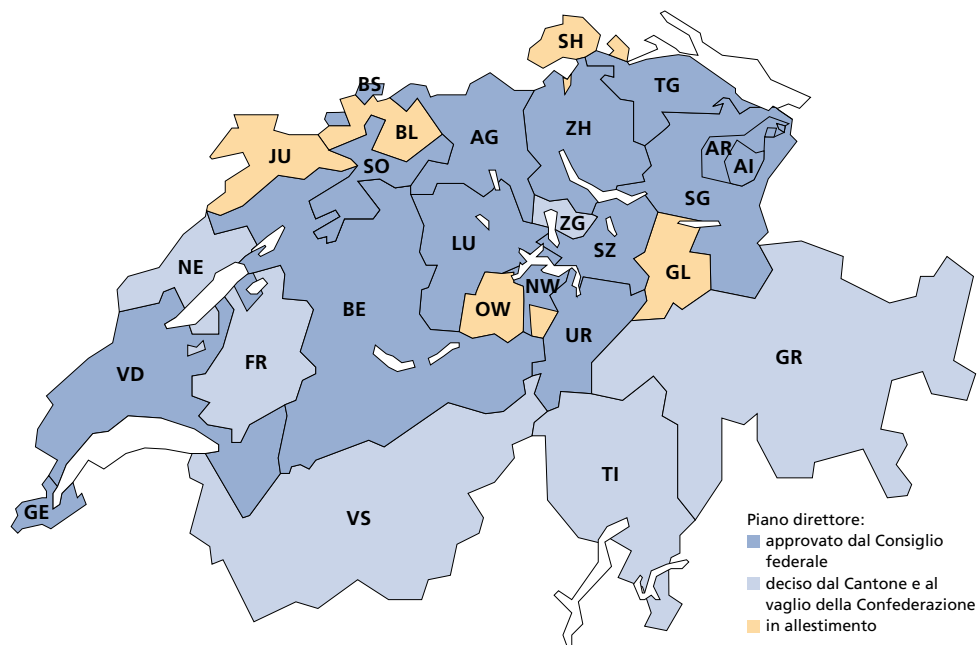 SH
BS
TG
BL
AG
ZH
JU
SO
AR
AI
SG
ZG
LU
SZ
NE
GL
NW
OW
BE
UR
FR
GR
VD
TI
GE
VS
Piano direttore:
approvato dal Consiglio
federale
deciso dal Cantone e al
vaglio della Confederazione
in allestimento